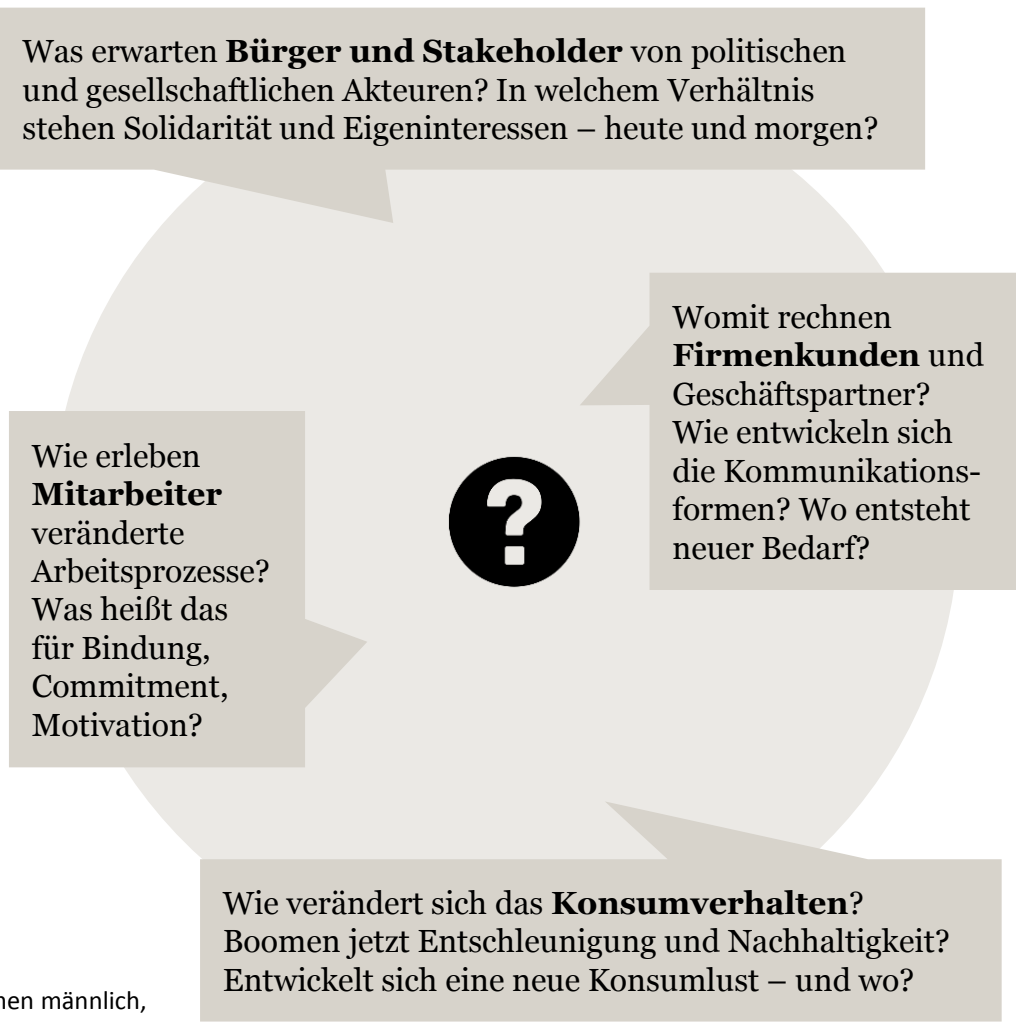 Was erwarten Bürger und Stakeholder von politischen
und gesellschaftlichen Akteuren? In welchem Verhältnis
stehen Solidarität und Eigeninteressen – heute und morgen?
Womit rechnen
Firmenkunden und
Geschäftspartner?
Wie entwickeln sich
die Kommunikations-
formen? Wo entsteht
neuer Bedarf?
Wie erleben
Mitarbeiter
veränderte
Arbeitsprozesse?
Was heißt das
für Bindung,
Commitment,
Motivation?
?
Wie verändert sich das Konsumverhalten?
Boomen jetzt Entschleunigung und Nachhaltigkeit?
Entwickelt sich eine neue Konsumlust – und wo?
männlich,